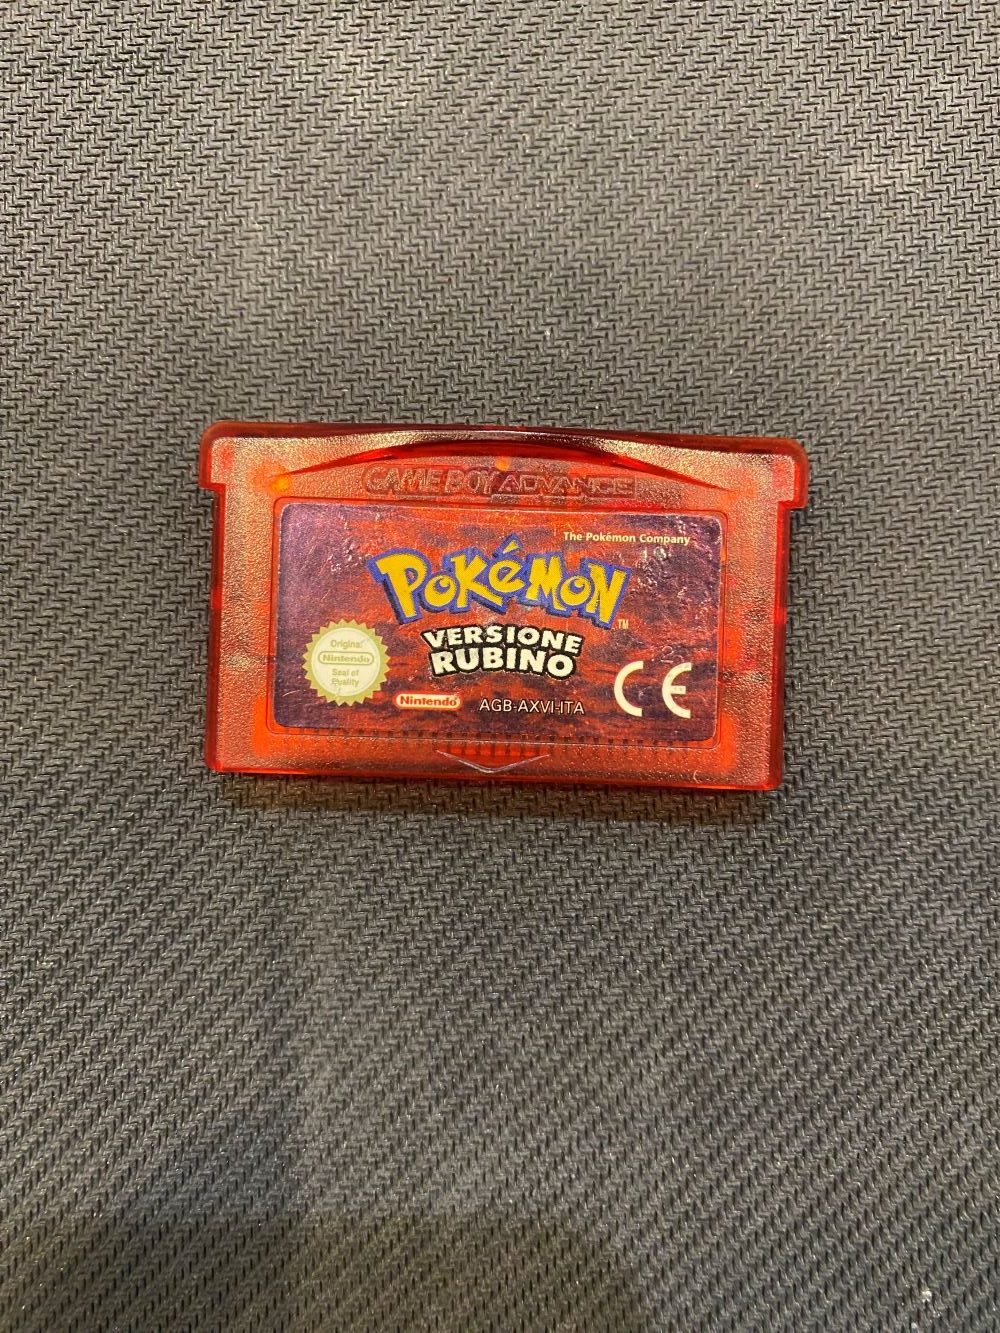 GAME BOY ADVANCE
The Pokémon Company
POKéMON
TM
VERSIONE
RUBINO
Original
Nintendo
Seal of
Quality
Nintendo
AGB-AXVI-ITA
CE